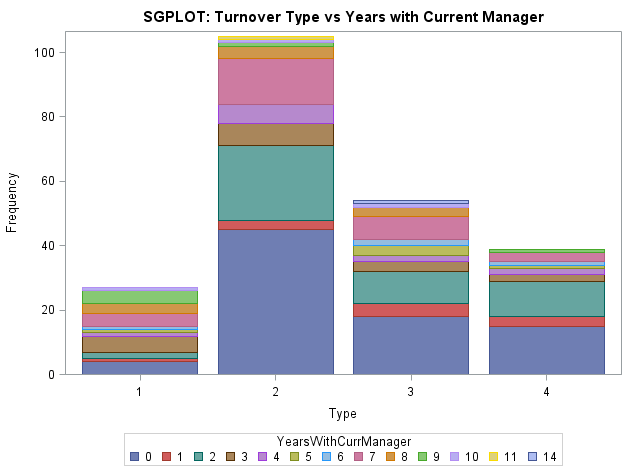 SGPLOT: Turnover Type vs Years with Current Manager
100
80
60
40
20
0
Frequency
1 2 3 4
Type
YearsWithCurrManager
0 1 2 3 4 5 6 7 8 9 10 11 14